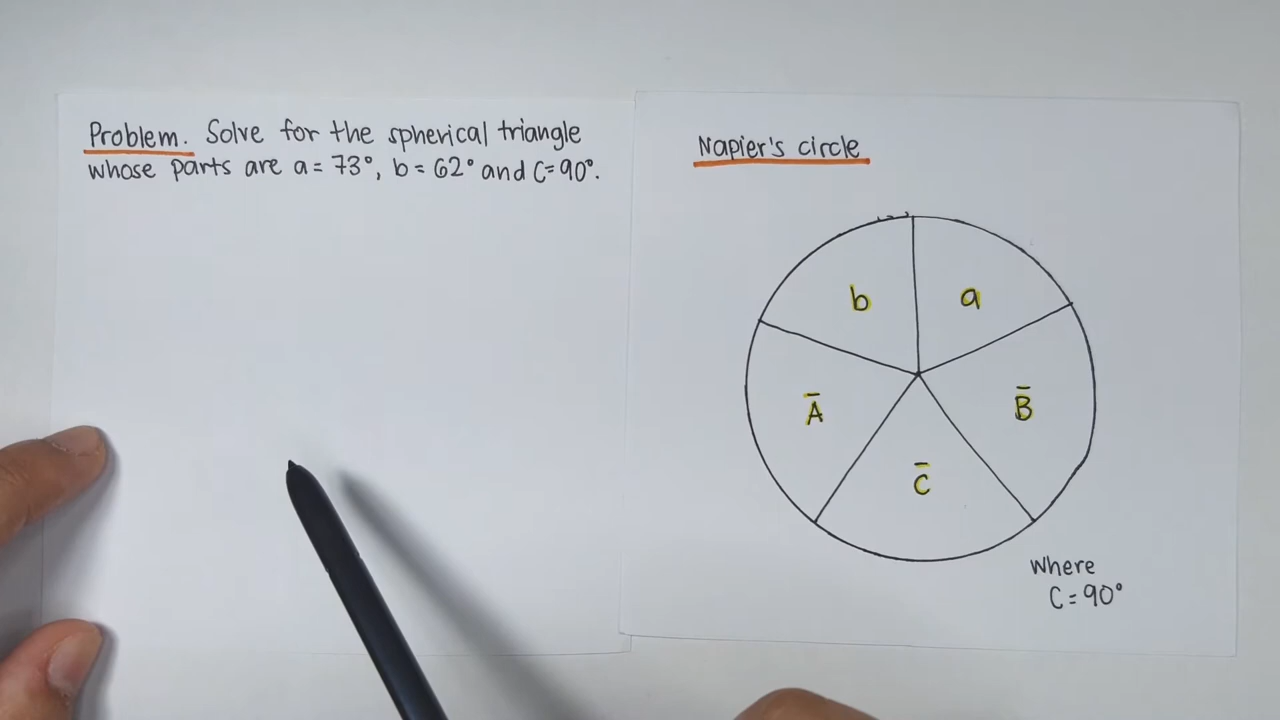 Problem. Solve for the spherical triangle
whose parts are a = 73°, b = 62° and C = 90°.
Napier's circle
b
a
A̅
B̅
c̅
where
C = 90°